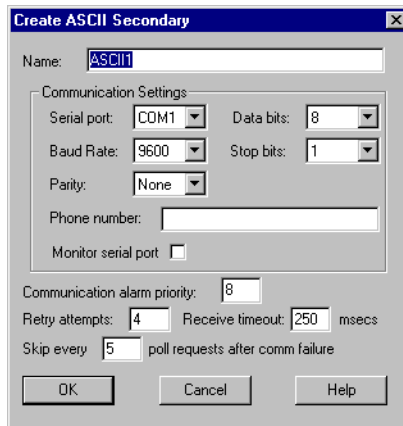 Create ASCII Secondary
Name: ASCII1
Communication Settings
Serial port: COM1 Data bits: 8
Baud Rate: 9600 Stop bits: 1
Parity: None
Phone number:
Monitor serial port
Communication alarm priority: 8
Retry attempts: 4 Receive timeout: 250 msecs
Skip every 5 poll requests after comm failure
OK Cancel Help